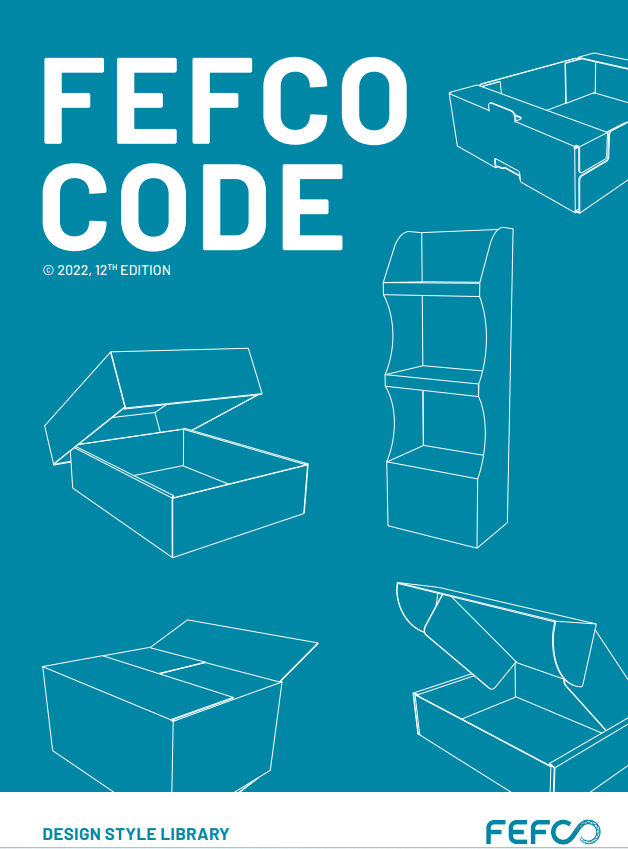 FEFCO
CODE
© 2022, 12TH EDITION
DESIGN STYLE LIBRARY
FEFCO